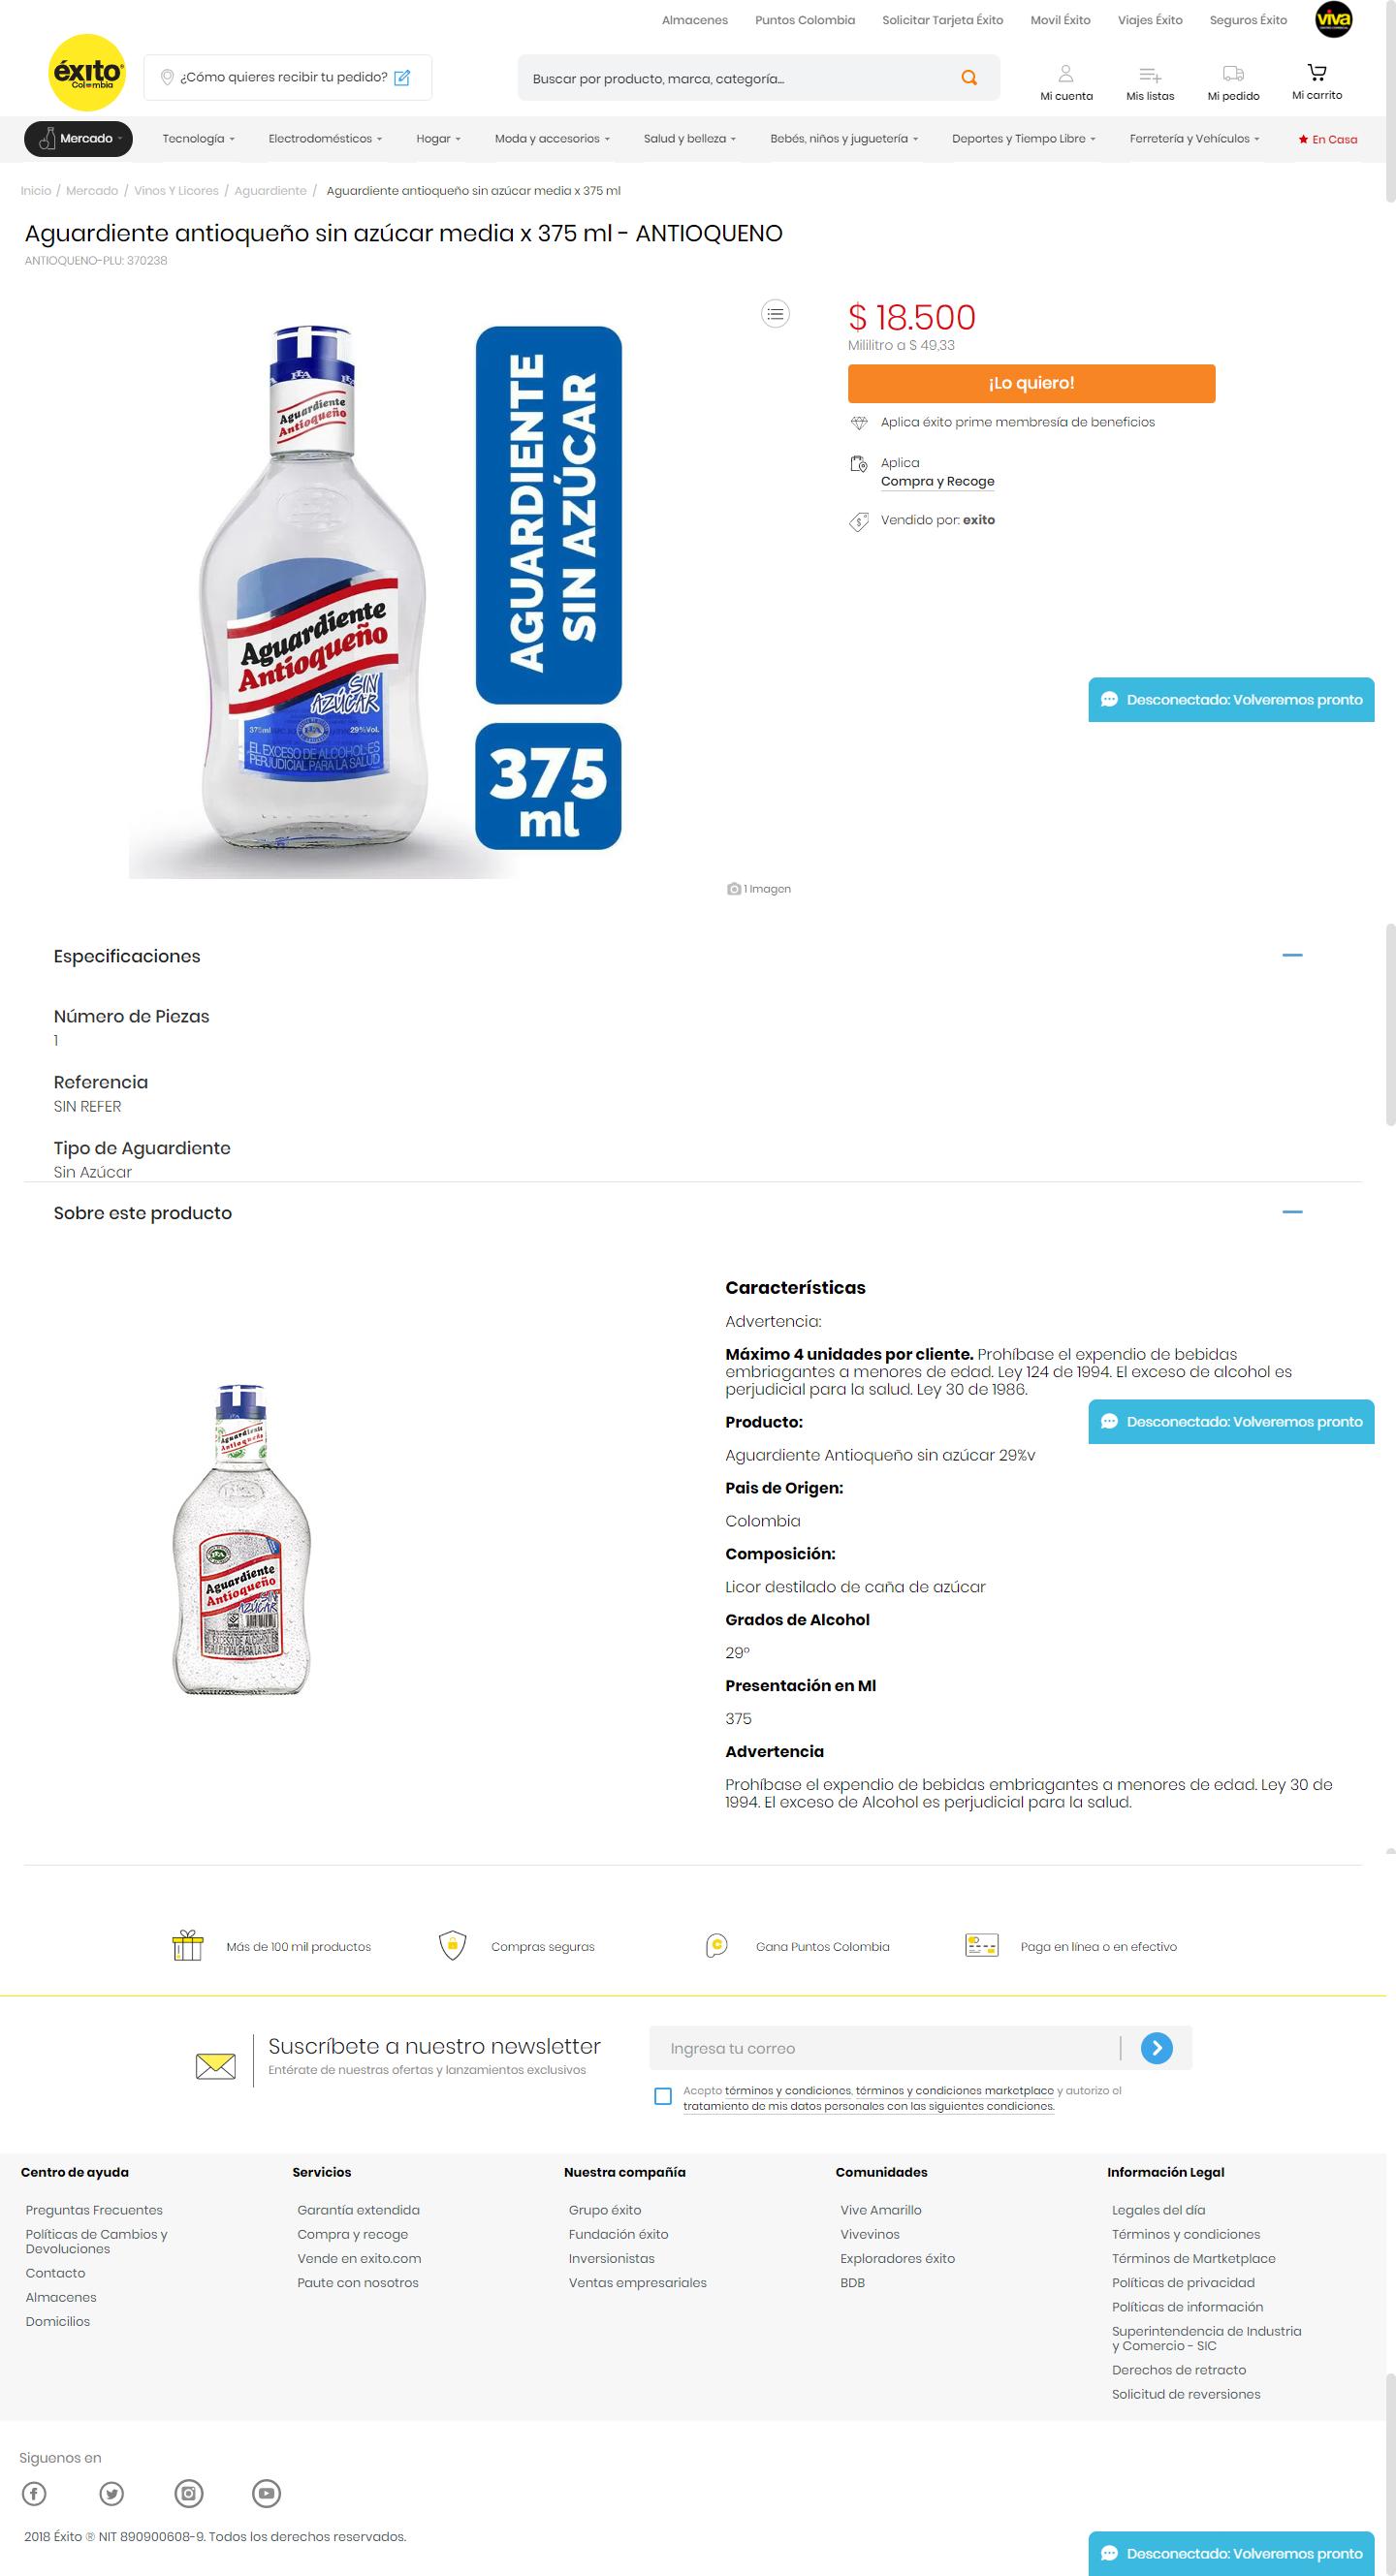 Almacenes Puntos Colombia Solicitar Tarjeta Éxito Movil Éxito Viajes Éxito Seguros Éxito viva
éxito
Colombia
¿Cómo quieres recibir tu pedido?
Buscar por producto, marca, categoría...
Mi cuenta Mis listas Mi pedido Mi carrito
Mercado Tecnología Electrodomésticos Hogar Moda y accesorios Salud y belleza Bebés, niños y juguetería Deportes y Tiempo Libre Ferretería y Vehículos En Casa
Inicio / Mercado / Vinos Y Licores / Aguardiente / Aguardiente antioqueño sin azúcar media x 375 ml
Aguardiente antioqueño sin azúcar media x 375 ml - ANTIOQUENO
ANTIOQUENO-PLU: 370238
Aguardiente
Antioqueño
Aguardiente
Antioqueño
SIN
AZÚCAR
375ml 29%Vol.
EL EXCESO DE ALCOHOL ES
PERJUDICIAL PARA LA SALUD
AGUARDIENTE
SIN AZÚCAR
375
ml
1 Imagen
$ 18.500
Mililitro a $ 49,33
¡Lo quiero!
Aplica éxito prime membresía de beneficios
Aplica
Compra y Recoge
Vendido por: exito
Desconectado: Volveremos pronto
Especificaciones
Número de Piezas
1
Referencia
SIN REFER
Tipo de Aguardiente
Sin Azúcar
Sobre este producto
Aguardiente
Antioqueño
Aguardiente
Antioqueño
SIN
AZÚCAR
Características
Advertencia:
Máximo 4 unidades por cliente. Prohíbase el expendio de bebidas
embriagantes a menores de edad. Ley 124 de 1994. El exceso de alcohol es
perjudicial para la salud. Ley 30 de 1986.
Desconectado: Volveremos pronto
Producto:
Aguardiente Antioqueño sin azúcar 29%v
Pais de Origen:
Colombia
Composición:
Licor destilado de caña de azúcar
Grados de Alcohol
29°
Presentación en Ml
375
Advertencia
Prohíbase el expendio de bebidas embriagantes a menores de edad. Ley 30 de
1994. El exceso de Alcohol es perjudicial para la salud.
Más de 100 mil productos Compras seguras Gana Puntos Colombia Paga en línea o en efectivo
Suscríbete a nuestro newsletter
Entérate de nuestras ofertas y lanzamientos exclusivos
Ingresa tu correo
Acepto términos y condiciones, términos y condiciones marketplace y autorizo el
tratamiento de mis datos personales con las siguientes condiciones.
Centro de ayuda
Preguntas Frecuentes
Políticas de Cambios y
Devoluciones
Contacto
Almacenes
Domicilios
Servicios
Garantía extendida
Compra y recoge
Vende en exito.com
Paute con nosotros
Nuestra compañía
Grupo éxito
Fundación éxito
Inversionistas
Ventas empresariales
Comunidades
Vive Amarillo
Vivevinos
Exploradores éxito
BDB
Información Legal
Legales del día
Términos y condiciones
Términos de Martketplace
Políticas de privacidad
Políticas de información
Superintendencia de Industria
y Comercio - SIC
Derechos de retracto
Solicitud de reversiones
Siguenos en
2018 Éxito ® NIT 890900608-9. Todos los derechos reservados.
Desconectado: Volveremos pronto